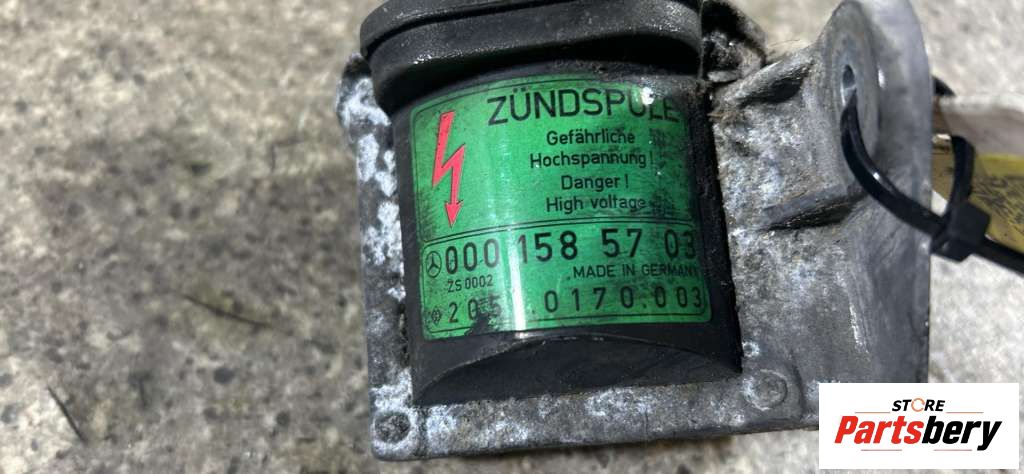 ZÜNDSPULE
Gefährliche
Hochspannung!
Danger!
High voltage
000 158 57 03
ZS 0002 MADE IN GERMANY
0170.003
STORE
Partsbery